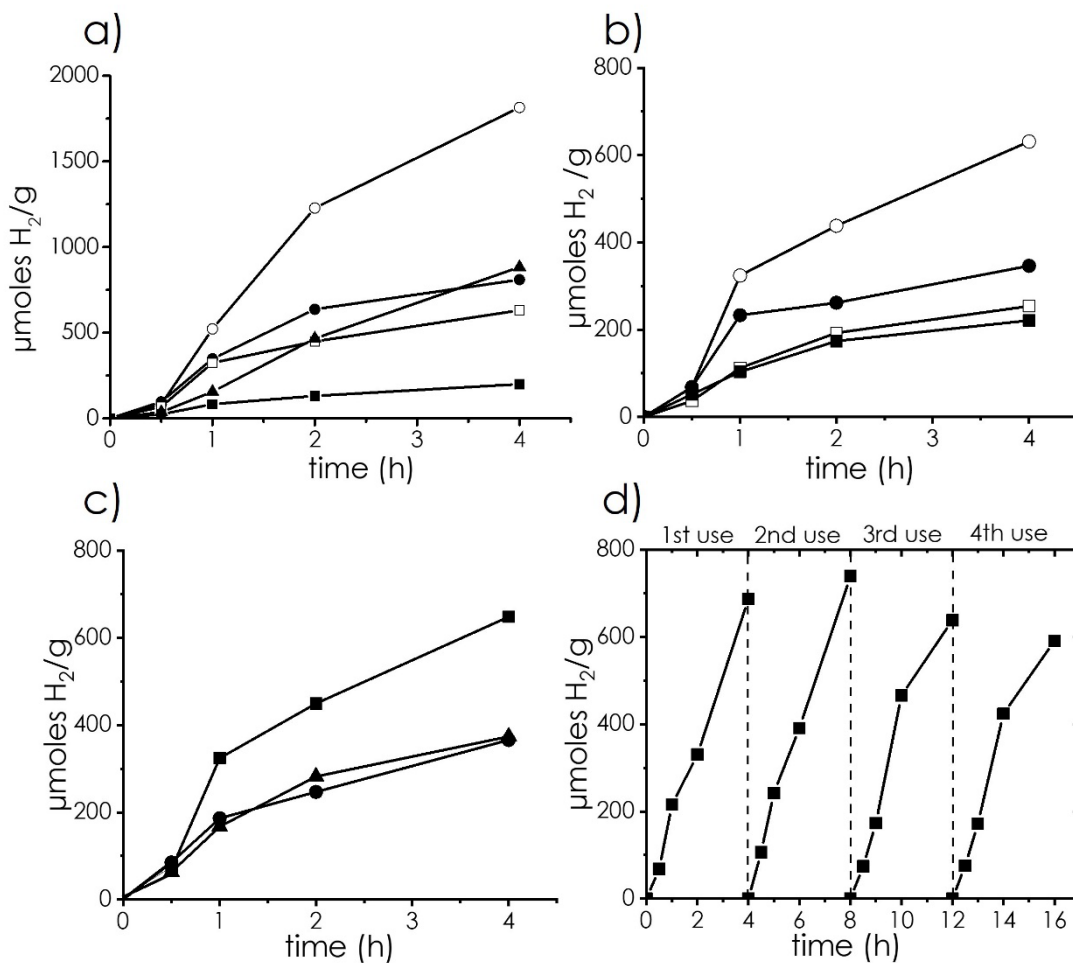 a)
2000
1500
1000
500
0
μmoles H₂/g
0 1 2 3 4
time (h)
b)
800
600
400
200
0
μmoles H₂ /g
0 1 2 3 4
time (h)
c)
800
600
400
200
0
μmoles H₂/g
0 1 2 3 4
time (h)
d)
1st use 2nd use 3rd use 4th use
800
600
400
200
0
μmoles H₂/g
0 2 4 6 8 10 12 14 16
time (h)